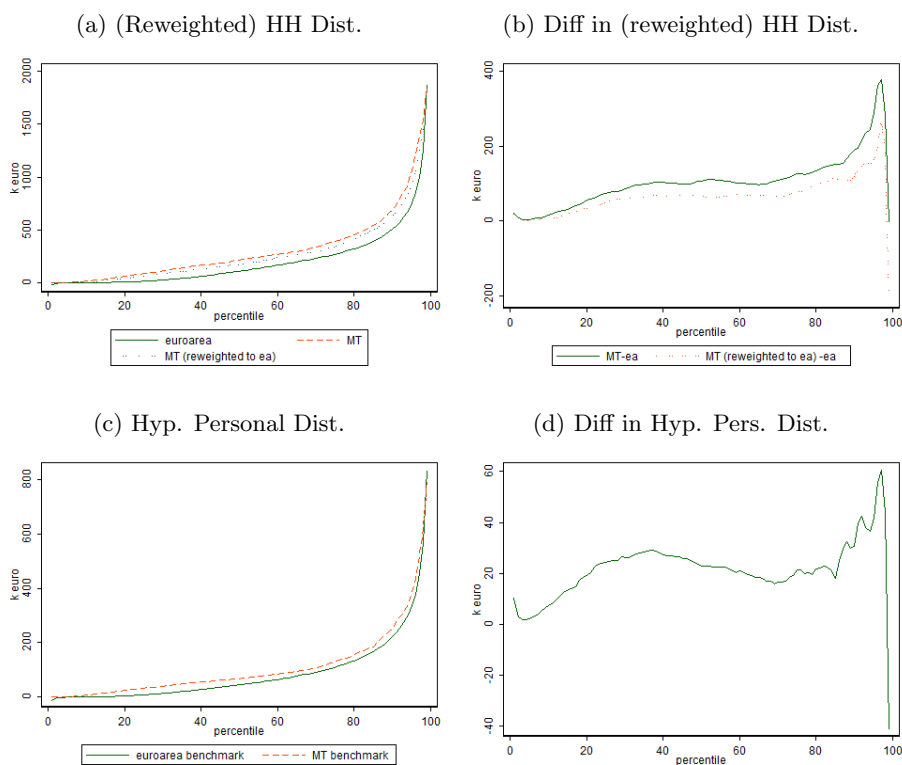 (a) (Reweighted) HH Dist.
2000
1500
1000
500
0
k euro
0 20 40 60 80 100
percentile
euroarea MT
MT (reweighted to ea)
(b) Diff in (reweighted) HH Dist.
400
200
0
-200
k euro
0 20 40 60 80 100
percentile
MT-ea MT (reweighted to ea) -ea
(c) Hyp. Personal Dist.
800
600
400
200
0
k euro
0 20 40 60 80 100
percentile
euroarea benchmark MT benchmark
(d) Diff in Hyp. Pers. Dist.
60
40
20
0
-20
-40
k euro
0 20 40 60 80 100
percentile